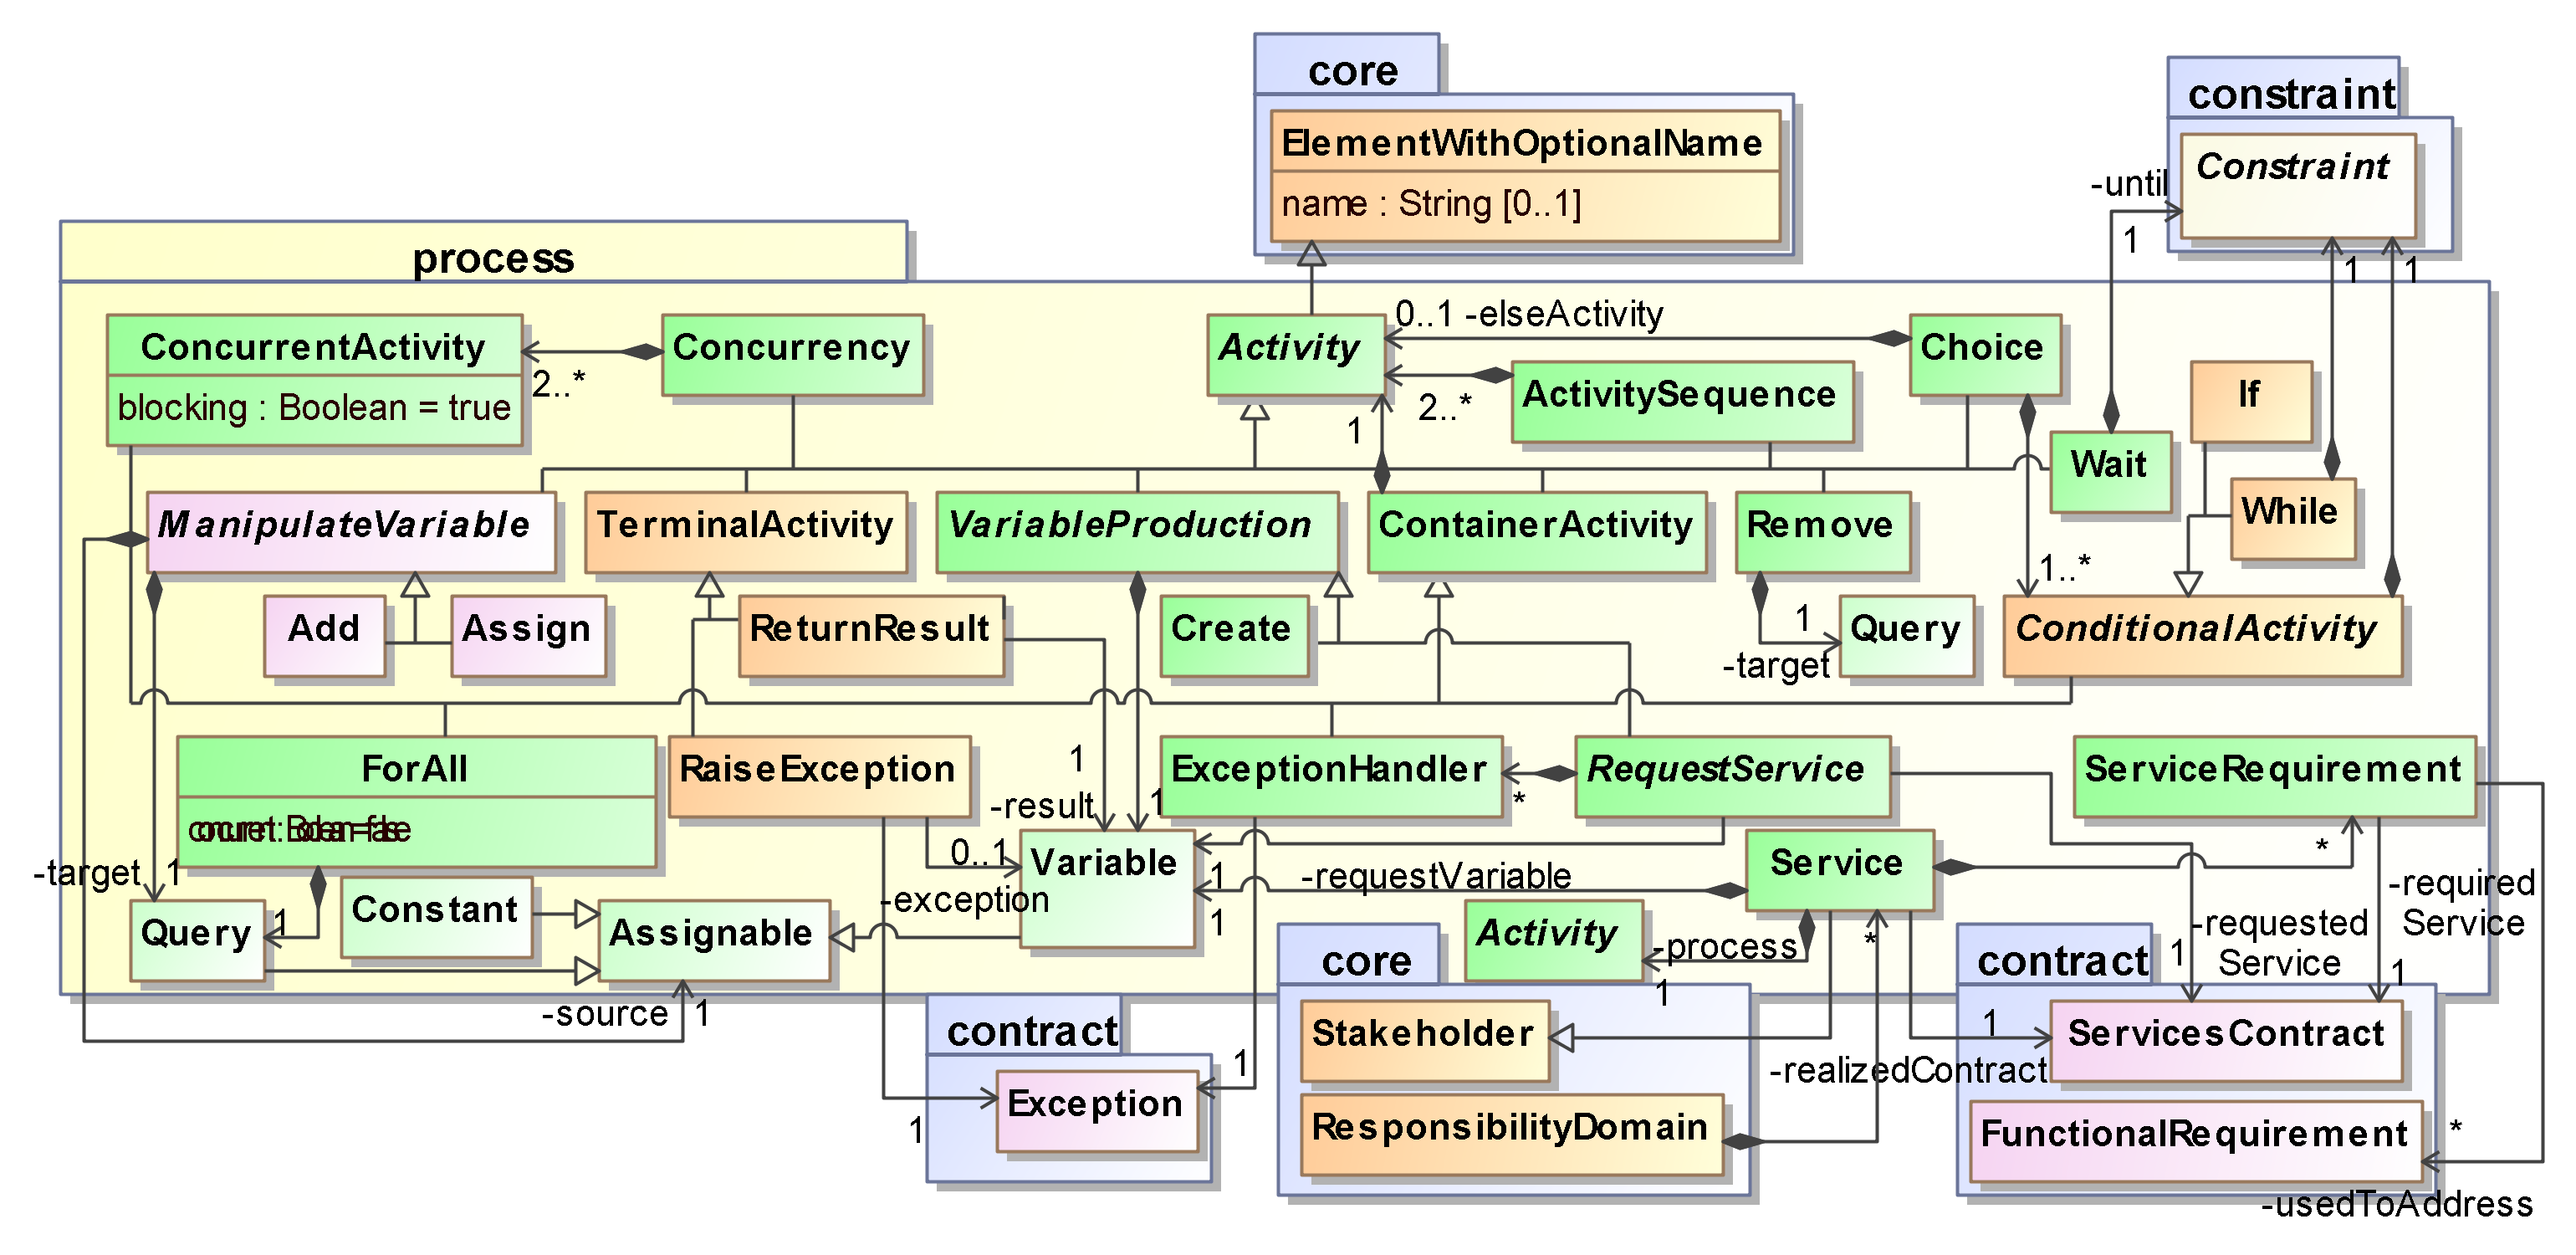 core
constraint
ElementWithOptionalName
name : String [0..1]
Constraint
-until
1
1
1
process
ConcurrentActivity
blocking : Boolean = true
2..*
Concurrency
Activity
0..1 -elseActivity
Choice
2..*
ActivitySequence
1
If
Wait
While
ManipulateVariable
TerminalActivity
VariableProduction
ContainerActivity
Remove
1..*
Add
Assign
ReturnResult
Create
1
-target
Query
ConditionalActivity
ForAll
RaiseException
1
-result
1
ExceptionHandler
*
RequestService
ServiceRequirement
-target
1
0..1
-exception
Variable
1
-requestVariable
1
Service
*
-required
Service
1
Query
1
Constant
Assignable
Activity
-process
1
*
-requested
Service
1
-source
1
contract
Exception
1
1
core
Stakeholder
ResponsibilityDomain
1
-realizedContract
contract
ServicesContract
FunctionalRequirement
*
-usedToAddress